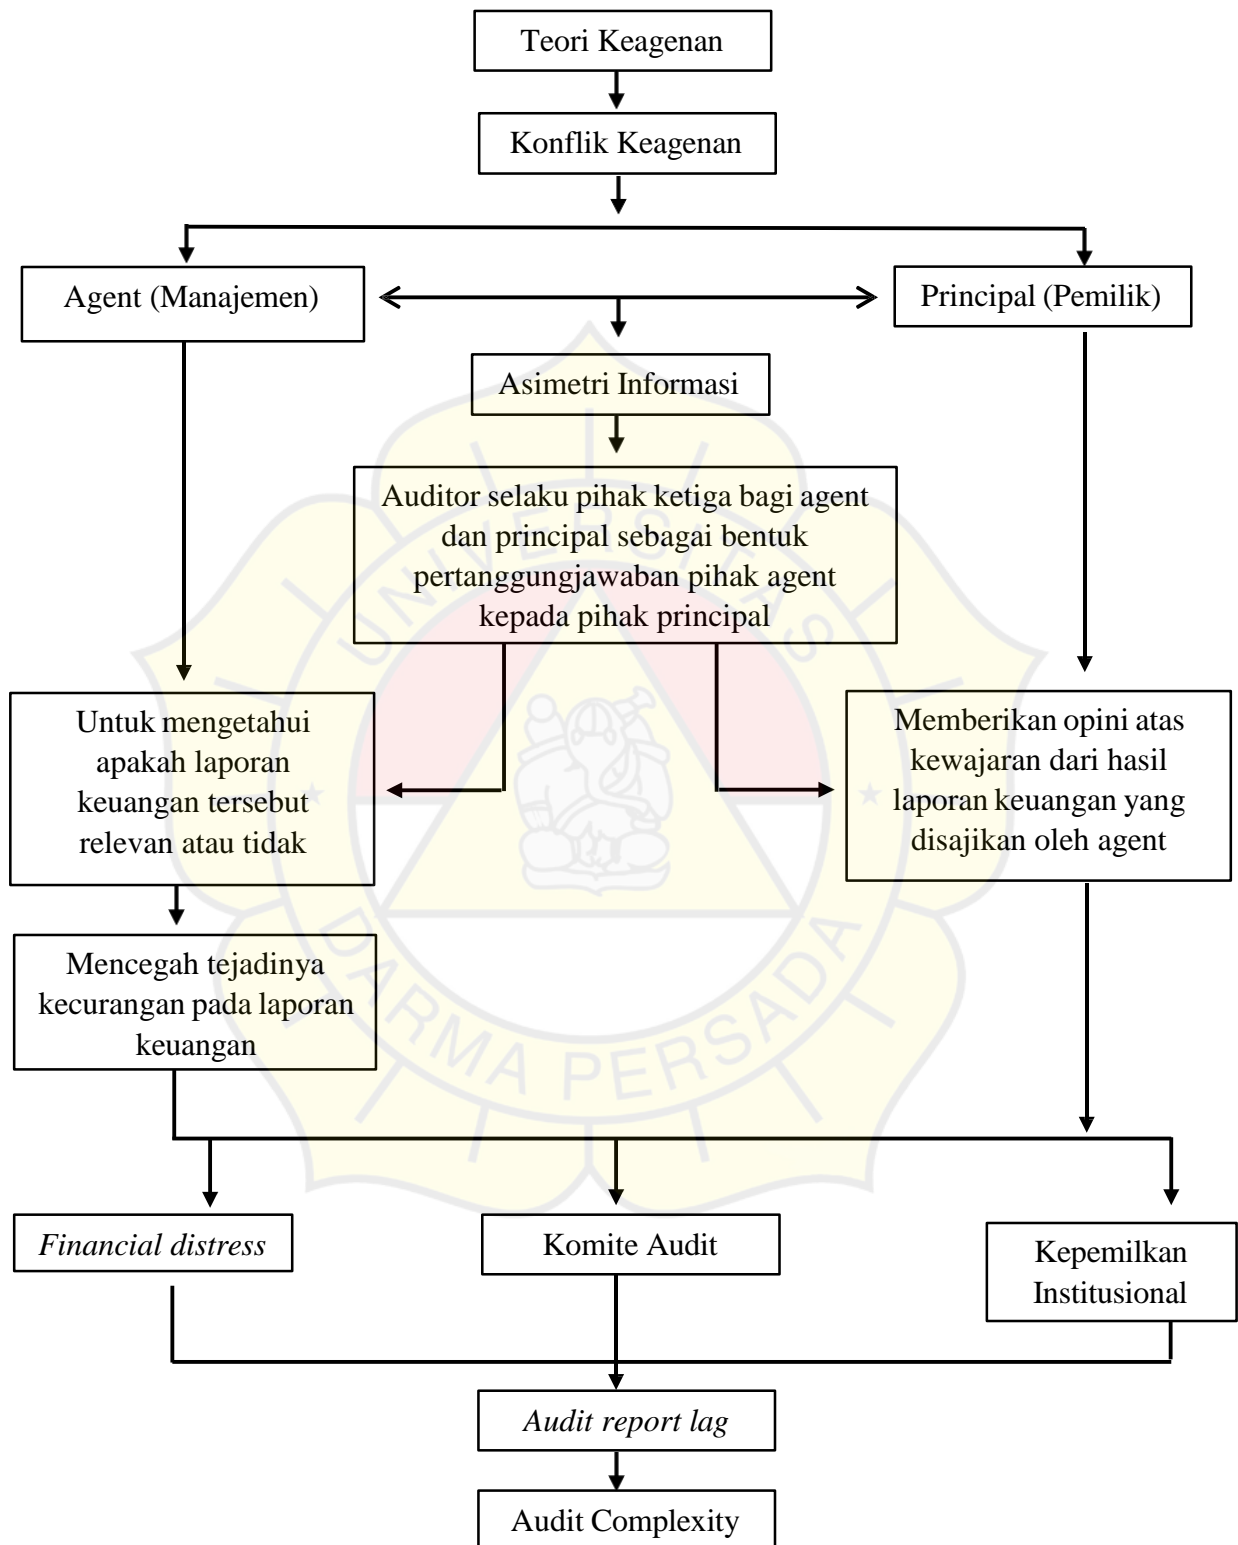 Teori Keagenan
Konflik Keagenan
Agent (Manajemen)
Principal (Pemilik)
Asimetri Informasi
Auditor selaku pihak ketiga bagi agent
dan principal sebagai bentuk
pertanggungjawaban pihak agent
kepada pihak principal
Untuk mengetahui
apakah laporan
keuangan tersebut
relevan atau tidak
Memberikan opini atas
kewajaran dari hasil
laporan keuangan yang
disajikan oleh agent
Mencegah tejadinya
kecurangan pada laporan
keuangan
Financial distress
Komite Audit
Kepemilkan
Institusional
Audit report lag
Audit Complexity
UNIVERSITAS
DARMA PERSADA